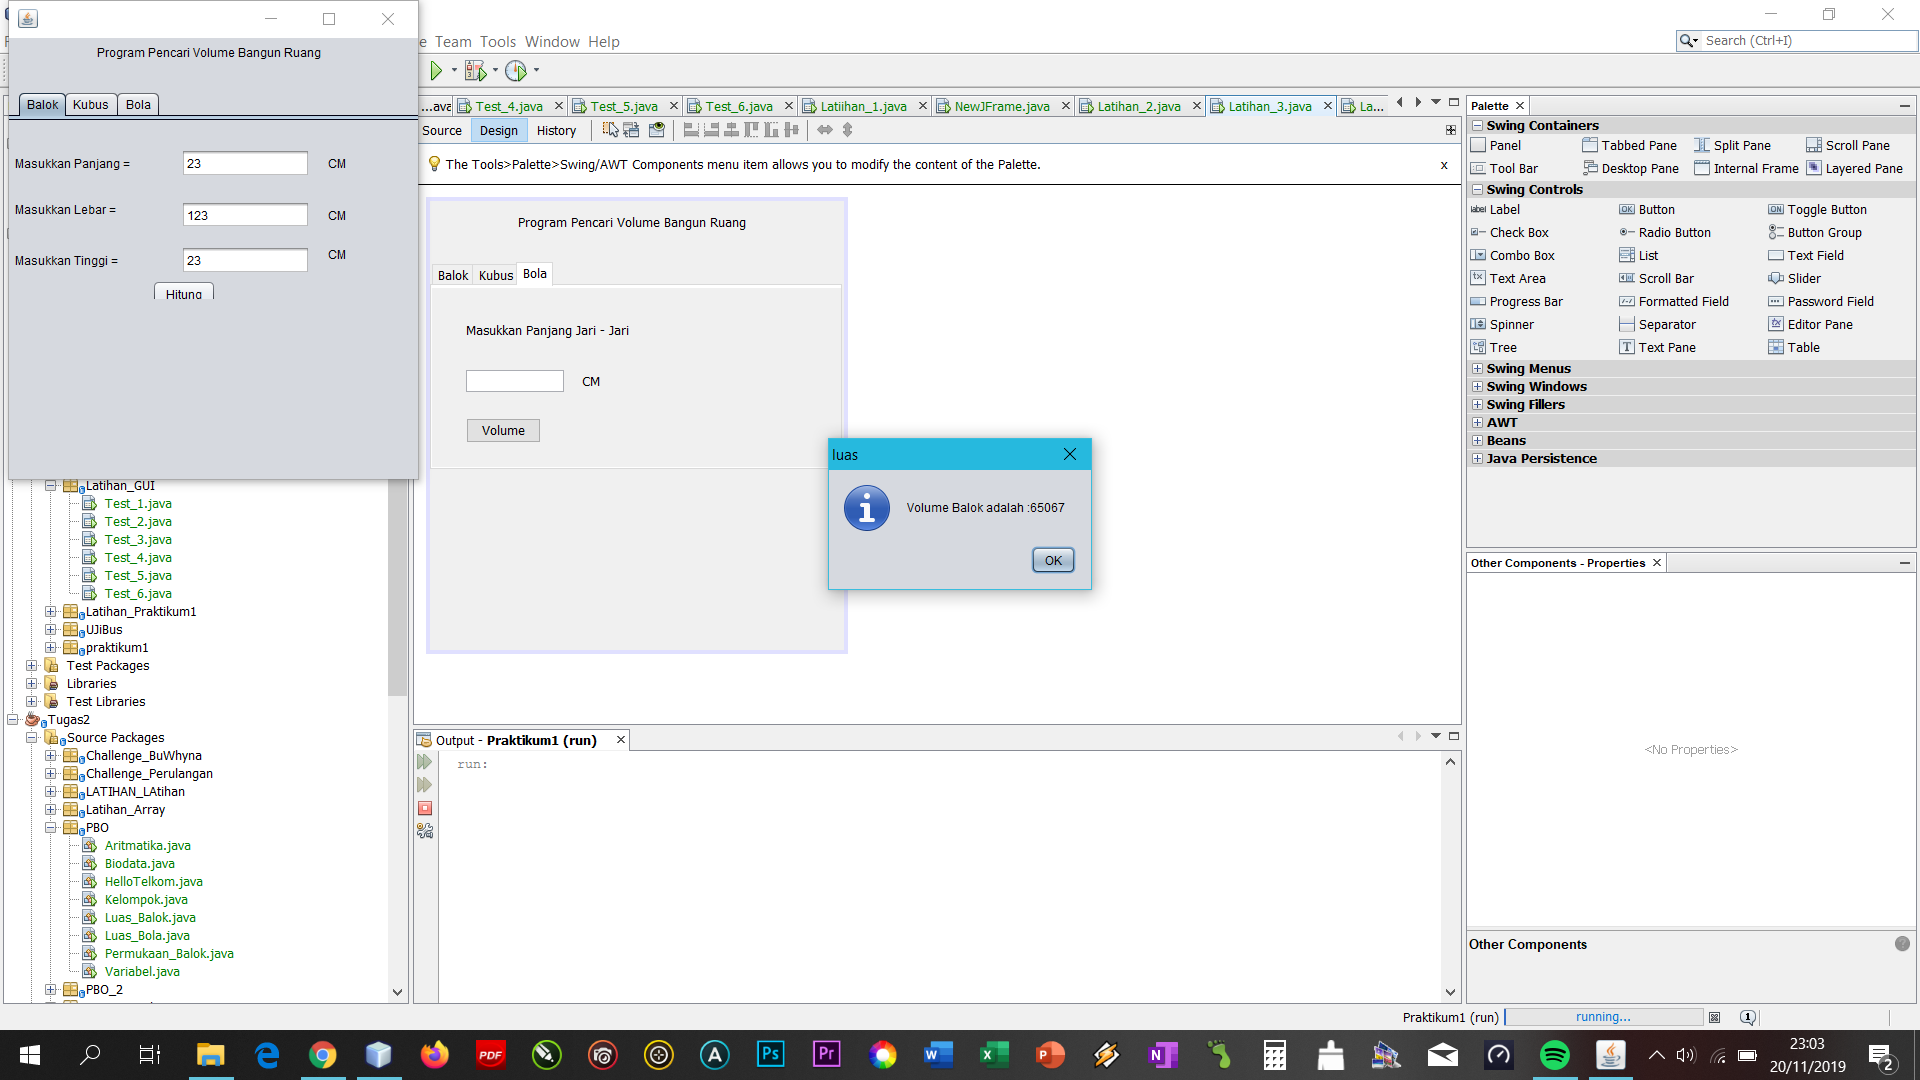 Program Pencari Volume Bangun Ruang
Balok Kubus Bola
Masukkan Panjang = 23 CM
Masukkan Lebar = 123 CM
Masukkan Tinggi = 23 CM
Hitung
Team Tools Window Help
Search (Ctrl+I)
...ava Test_4.java Test_5.java Test_6.java Latiihan_1.java NewJFrame.java Latihan_2.java Latihan_3.java La...
Source Design History
The Tools>Palette>Swing/AWT Components menu item allows you to modify the content of the Palette. x
Program Pencari Volume Bangun Ruang
Balok Kubus Bola
Masukkan Panjang Jari - Jari
CM
Volume
luas
Volume Balok adalah :65067
OK
Palette
Swing Containers
Panel Tabbed Pane Split Pane Scroll Pane
Tool Bar Desktop Pane Internal Frame Layered Pane
Swing Controls
Label Button Toggle Button
Check Box Radio Button Button Group
Combo Box List Text Field
Text Area Scroll Bar Slider
Progress Bar Formatted Field Password Field
Spinner Separator Editor Pane
Tree Text Pane Table
Swing Menus
Swing Windows
Swing Fillers
AWT
Beans
Java Persistence
Other Components - Properties
<No Properties>
Other Components
Latihan_GUI
Test_1.java
Test_2.java
Test_3.java
Test_4.java
Test_5.java
Test_6.java
Latihan_Praktikum1
UJiBus
praktikum1
Test Packages
Libraries
Test Libraries
Tugas2
Source Packages
Challenge_BuWhyna
Challenge_Perulangan
LATIHAN_LAtihan
Latihan_Array
PBO
Aritmatika.java
Biodata.java
HelloTelkom.java
Kelompok.java
Luas_Balok.java
Luas_Bola.java
Permukaan_Balok.java
Variabel.java
PBO_2
Output - Praktikum1 (run)
run:
Praktikum1 (run) running... 1
PDF Ps Pr
23:03
20/11/2019
2